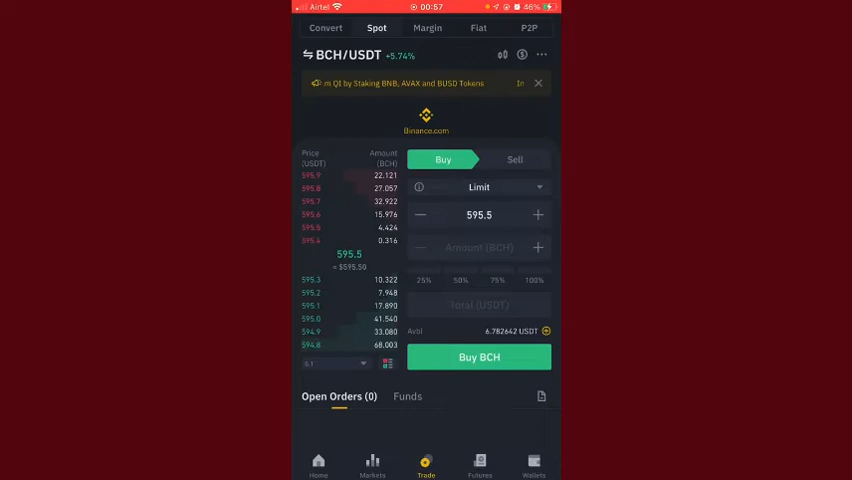 Airtel 00:57 46%
Convert Spot Margin Fiat P2P
BCH/USDT +5.74%
m QI by Staking BNB, AVAX and BUSD Tokens In
Binance.com
Price (USDT) Amount (BCH)
595.9 22.121
595.8 27.057
595.7 32.922
595.6 15.976
595.5 4.424
595.4 0.316
595.5
≈ $595.50
595.3 10.322
595.2 7.948
595.1 17.890
595.0 41.540
594.9 33.080
594.8 68.003
0.1
Buy Sell
Limit
595.5
Amount (BCH)
25% 50% 75% 100%
Total (USDT)
Avbl 6.782642 USDT
Buy BCH
Open Orders (0) Funds
Home Markets Trade Futures Wallets